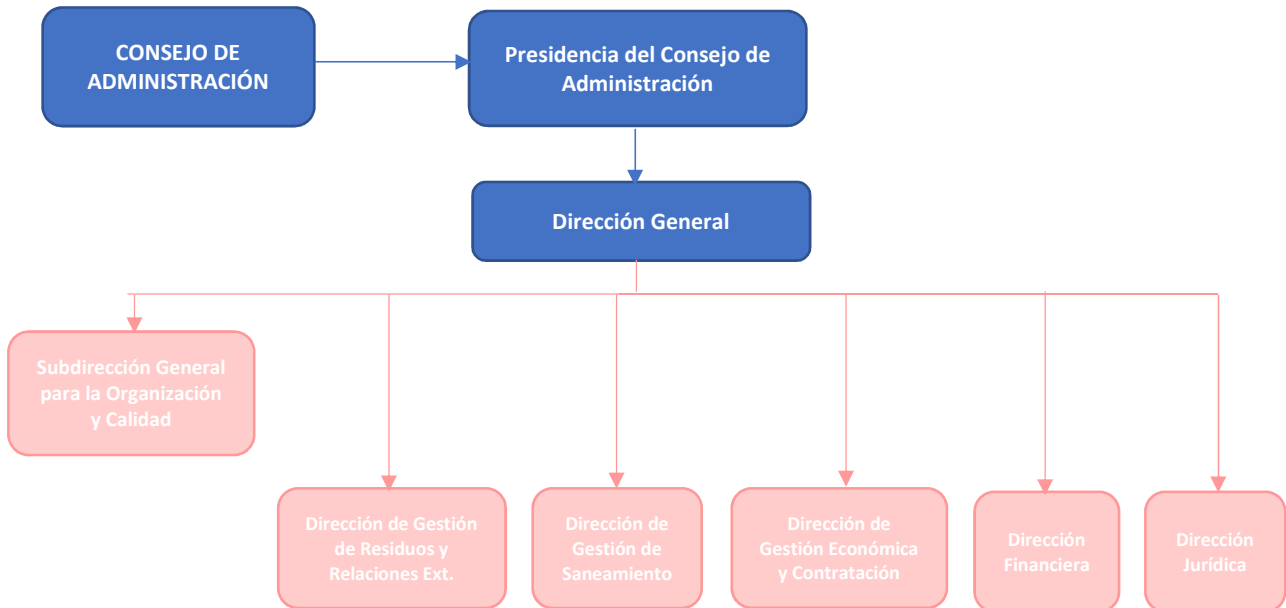 CONSEJO DE
ADMINISTRACIÓN
Presidencia del Consejo de
Administración
Dirección General
Subdirección General
para la Organización
y Calidad
Dirección de Gestión
de Residuos y
Relaciones Ext.
Dirección de
Gestión de
Saneamiento
Dirección de
Gestión Económica
y Contratación
Dirección
Financiera
Dirección
Jurídica